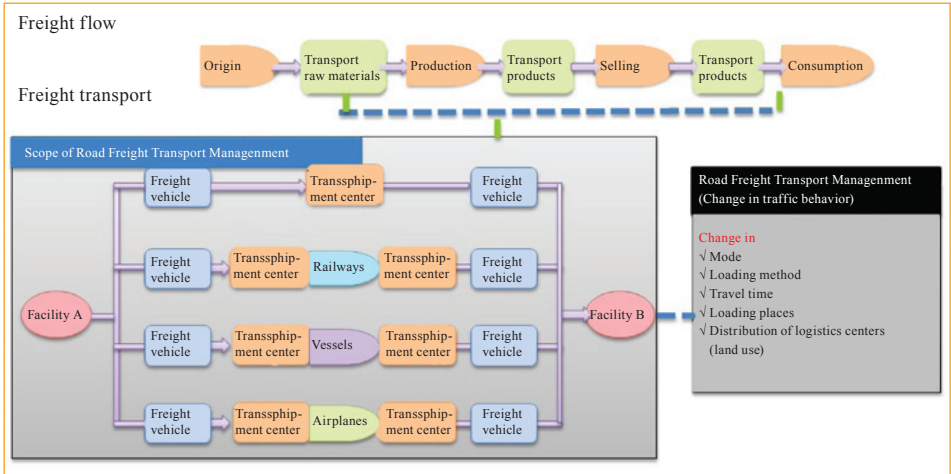 Freight flow
Origin
Transport
raw materials
Production
Transport
products
Selling
Transport
products
Consumption
Freight transport
Scope of Road Freight Transport Managenment
Freight
vehicle
Transsphip-
ment center
Freight
vehicle
Freight
vehicle
Transsphip-
ment center
Railways
Transsphip-
ment center
Freight
vehicle
Facility A
Facility B
Freight
vehicle
Transsphip-
ment center
Vessels
Transsphip-
ment center
Freight
vehicle
Freight
vehicle
Transsphip-
ment center
Airplanes
Transsphip-
ment center
Freight
vehicle
Road Freight Transport Managenment
(Change in traffic behavior)
Change in
√ Mode
√ Loading method
√ Travel time
√ Loading places
√ Distribution of logistics centers
(land use)